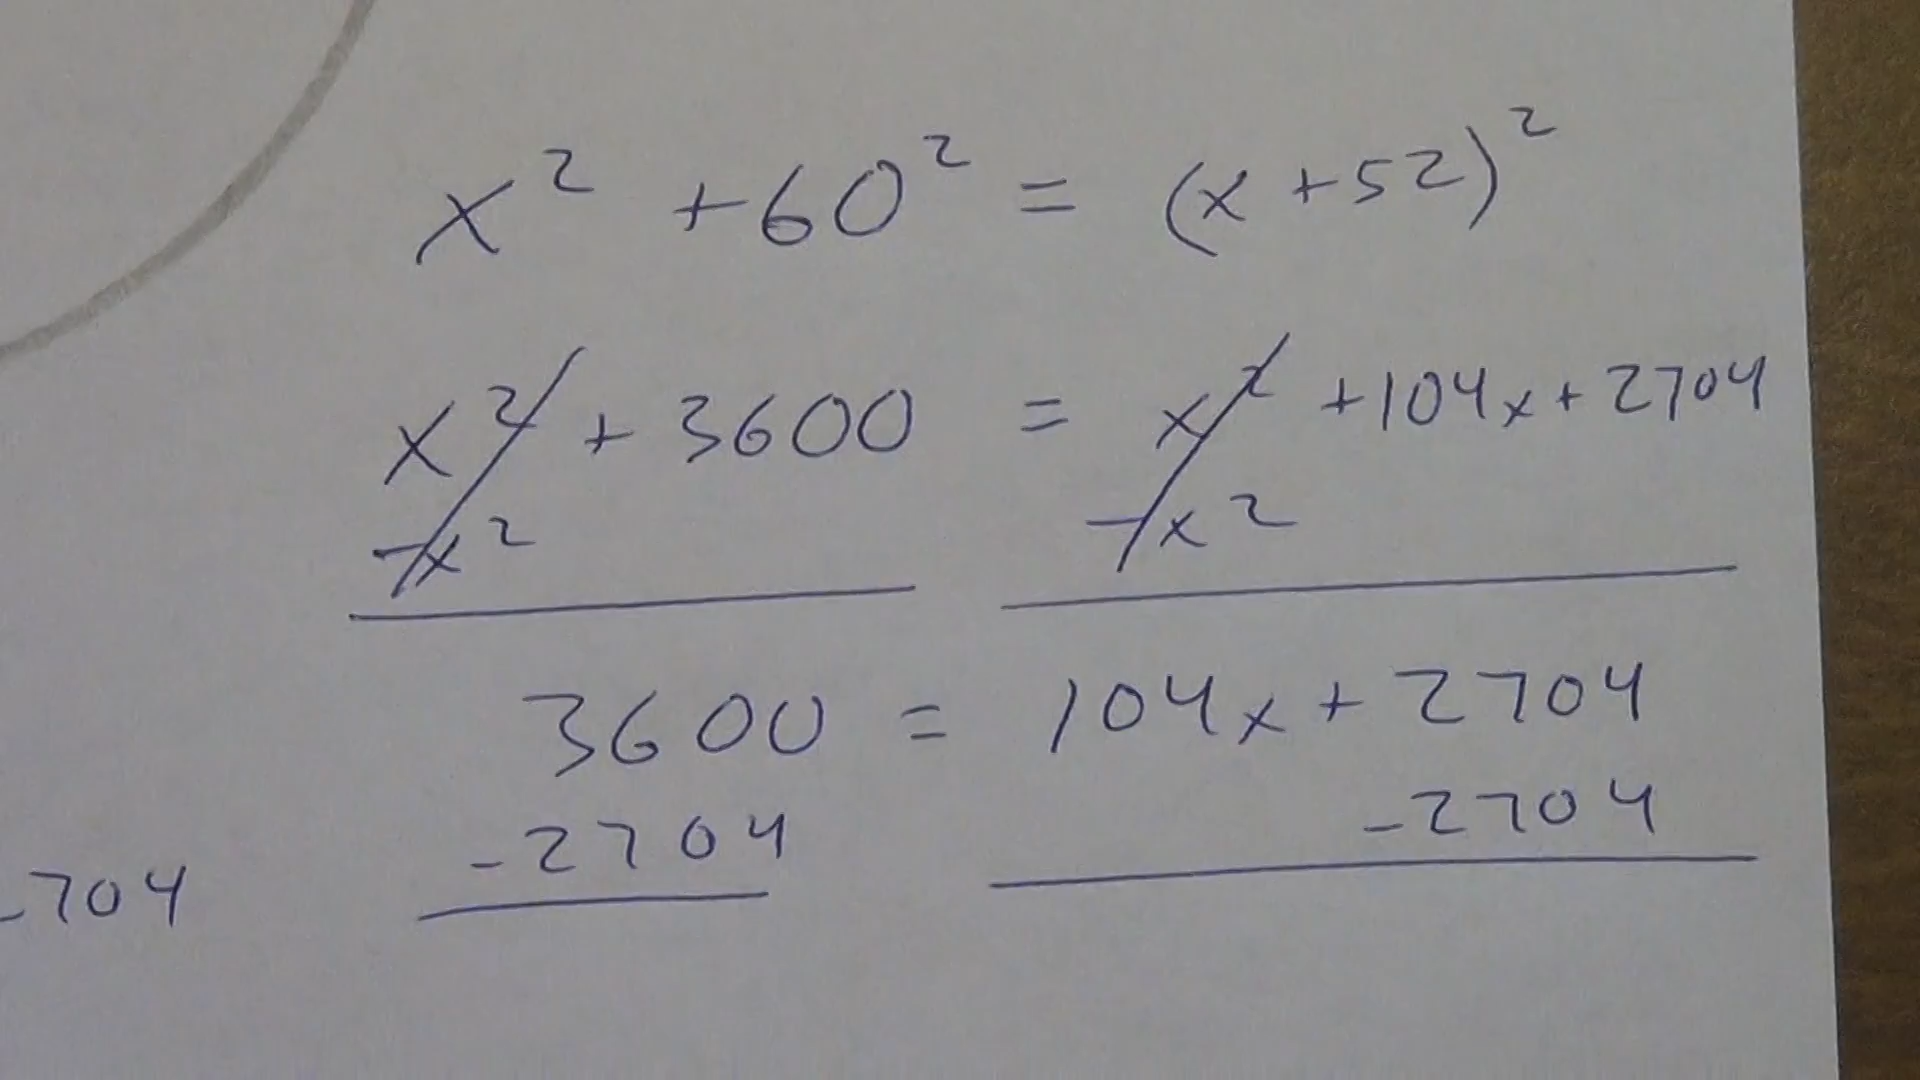 x² + 60² = (x + 52)²
x² + 3600 = x² + 104x + 2704
-x² -x²
3600 = 104x + 2704
-2704 -2704
704